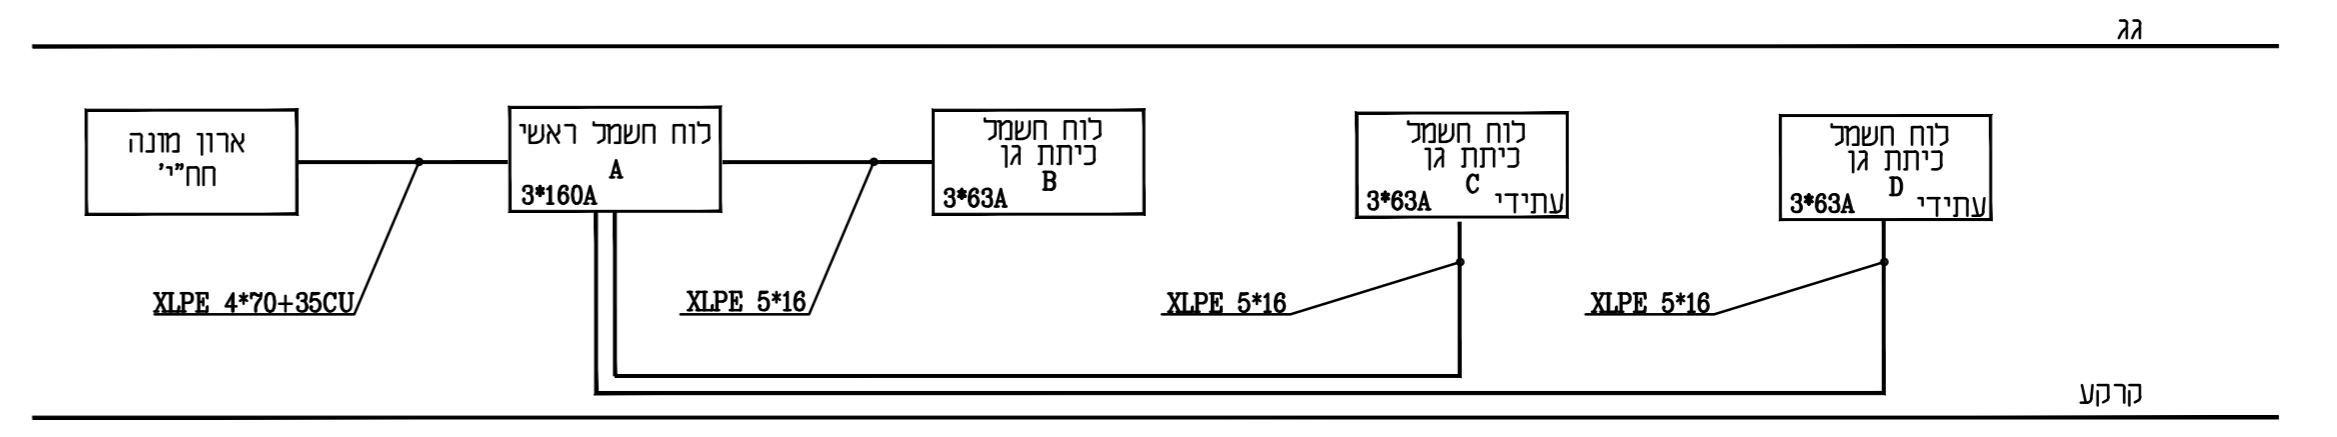 גג
ארון מונה
חח"י'
לוח חשמל ראשי
A
3*160A
לוח חשמל
כיתת גן
B
3*63A
לוח חשמל
כיתת גן
C
3*63A
עתידי
לוח חשמל
כיתת גן
D
3*63A
עתידי
XLPE 4*70+35CU
XLPE 5*16
XLPE 5*16
XLPE 5*16
קרקע